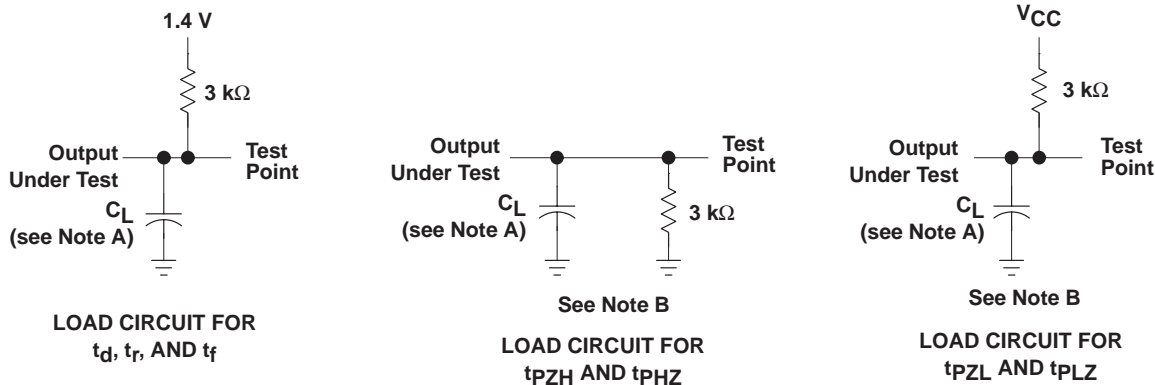 1.4 V
3 kΩ
Output
Under Test
Test
Point
CL
(see Note A)
LOAD CIRCUIT FOR
td, tr, AND tf
Output
Under Test
Test
Point
CL
(see Note A)
3 kΩ
See Note B
LOAD CIRCUIT FOR
tPZH AND tPHZ
VCC
3 kΩ
Output
Under Test
Test
Point
CL
(see Note A)
See Note B
LOAD CIRCUIT FOR
tPZL AND tPLZ